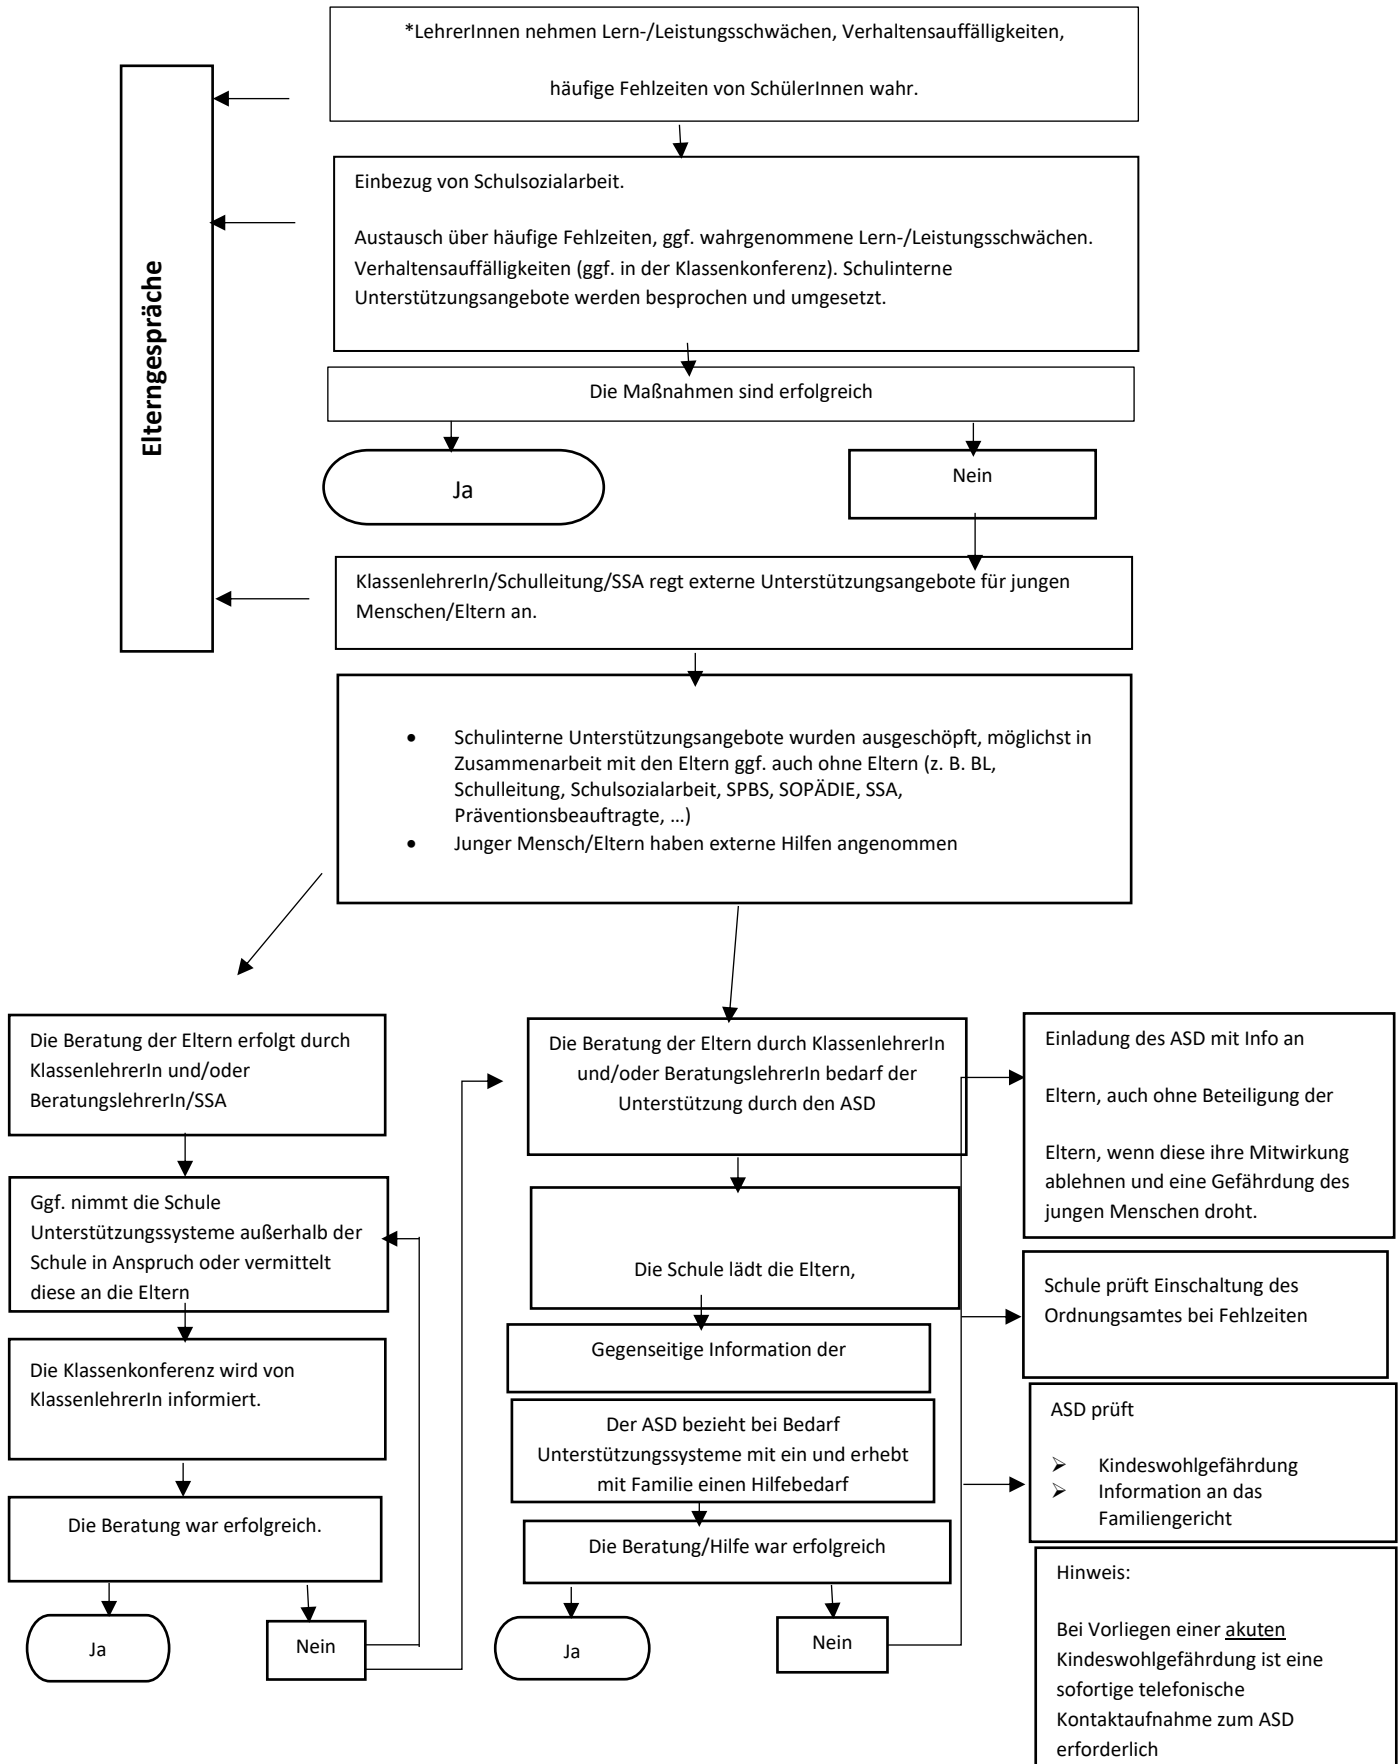 *LehrerInnen nehmen Lern-/Leistungsschwächen, Verhaltensauffälligkeiten,
häufige Fehlzeiten von SchülerInnen wahr.
Elterngespräche
Einbezug von Schulsozialarbeit.
Austausch über häufige Fehlzeiten, ggf. wahrgenommene Lern-/Leistungsschwächen.
Verhaltensauffälligkeiten (ggf. in der Klassenkonferenz). Schulinterne
Unterstützungsangebote werden besprochen und umgesetzt.
Die Maßnahmen sind erfolgreich
Ja
Nein
KlassenlehrerIn/Schulleitung/SSA regt externe Unterstützungsangebote für jungen
Menschen/Eltern an.
• Schulinterne Unterstützungsangebote wurden ausgeschöpft, möglichst in
Zusammenarbeit mit den Eltern ggf. auch ohne Eltern (z. B. BL,
Schulleitung, Schulsozialarbeit, SPBS, SOPÄDIE, SSA,
Präventionsbeauftragte, …)
• Junger Mensch/Eltern haben externe Hilfen angenommen
Die Beratung der Eltern erfolgt durch
KlassenlehrerIn und/oder
BeratungslehrerIn/SSA
Ggf. nimmt die Schule
Unterstützungssysteme außerhalb der
Schule in Anspruch oder vermittelt
diese an die Eltern
Die Klassenkonferenz wird von
KlassenlehrerIn informiert.
Die Beratung war erfolgreich.
Ja
Nein
Die Beratung der Eltern durch KlassenlehrerIn
und/oder BeratungslehrerIn bedarf der
Unterstützung durch den ASD
Die Schule lädt die Eltern,
Gegenseitige Information der
Der ASD bezieht bei Bedarf
Unterstützungssysteme mit ein und erhebt
mit Familie einen Hilfebedarf
Die Beratung/Hilfe war erfolgreich
Ja
Nein
Einladung des ASD mit Info an
Eltern, auch ohne Beteiligung der
Eltern, wenn diese ihre Mitwirkung
ablehnen und eine Gefährdung des
jungen Menschen droht.
Schule prüft Einschaltung des
Ordnungsamtes bei Fehlzeiten
ASD prüft
➢ Kindeswohlgefährdung
➢ Information an das
Familiengericht
Hinweis:
Bei Vorliegen einer akuten
Kindeswohlgefährdung ist eine
sofortige telefonische
Kontaktaufnahme zum ASD
erforderlich